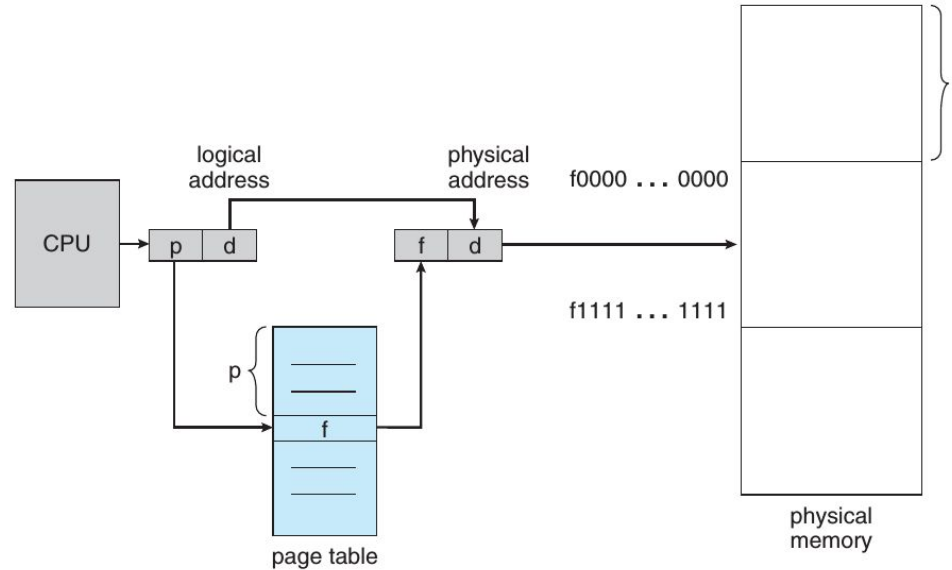 logical
address
physical
address
f0000 ... 0000
CPU
p
d
f
d
f1111 ... 1111
p
f
page table
physical
memory